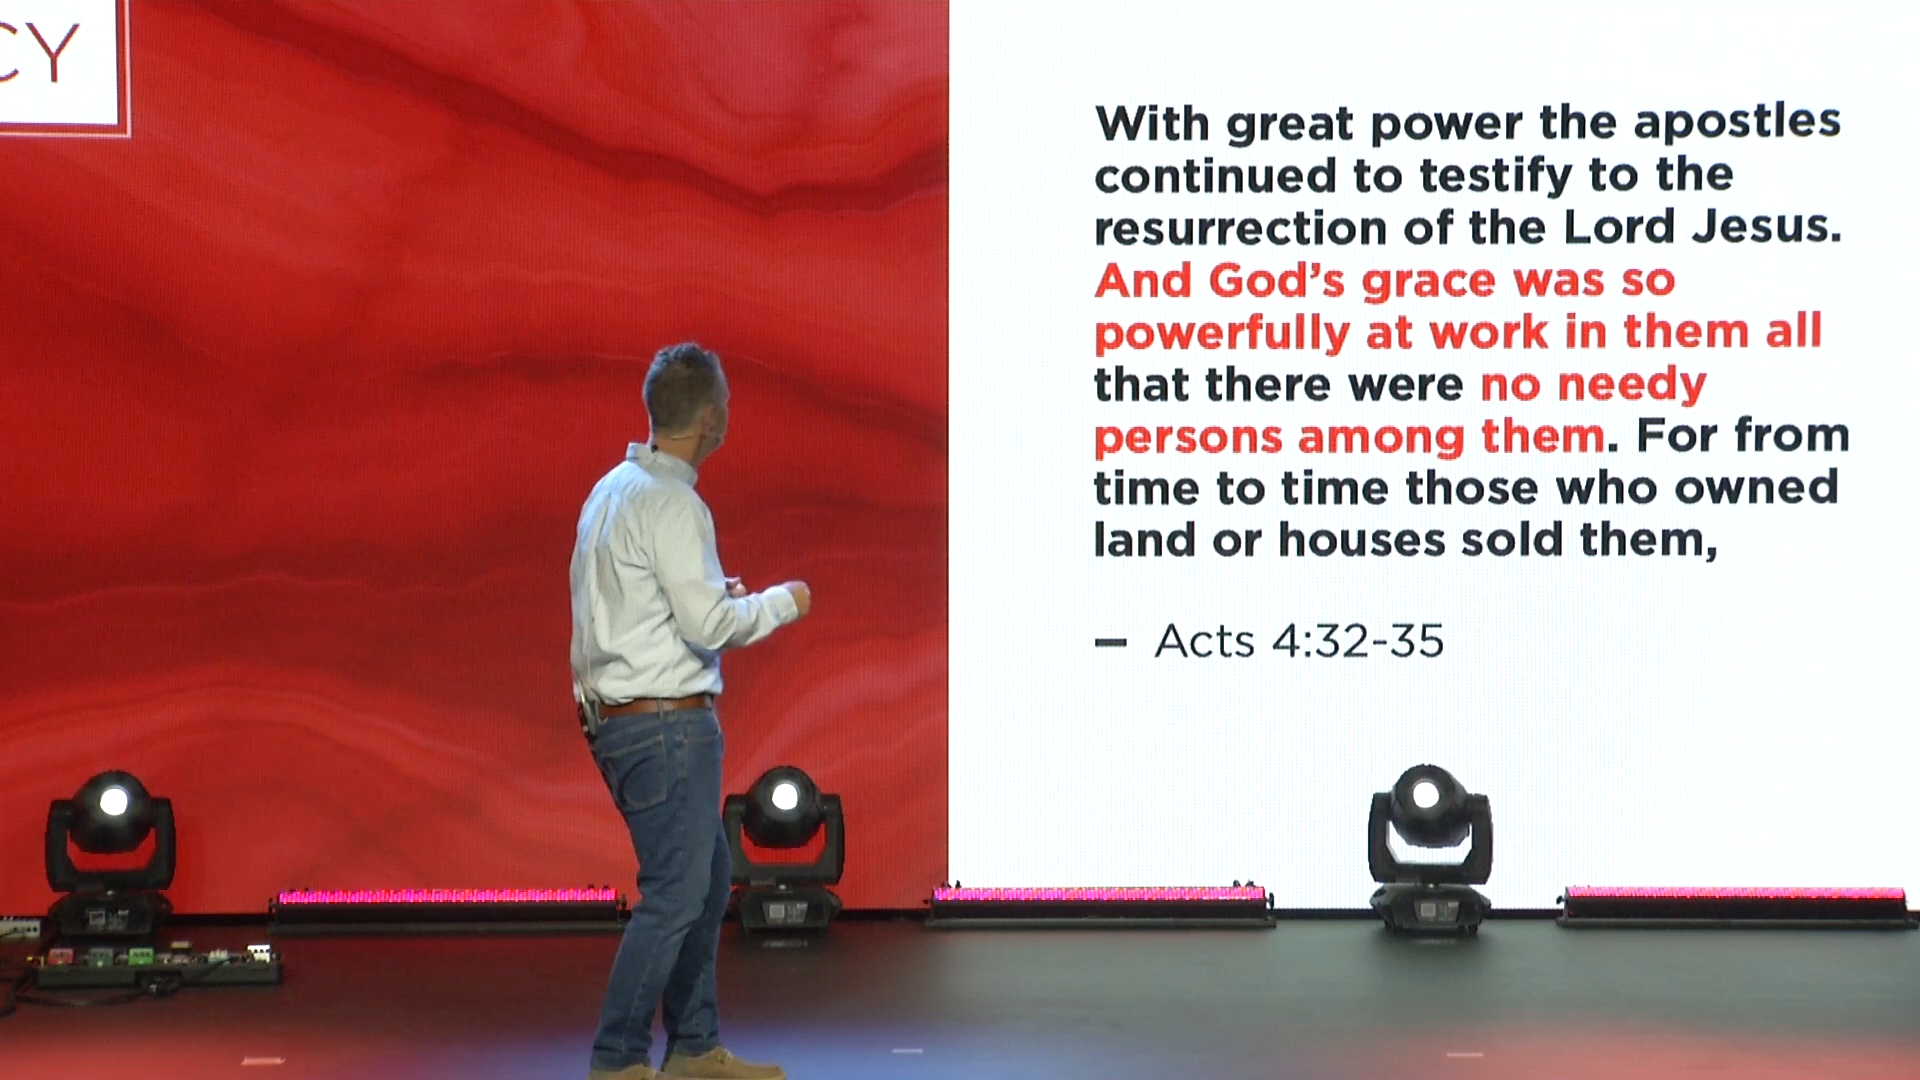 CY
With great power the apostles
continued to testify to the
resurrection of the Lord Jesus.
And God's grace was so
powerfully at work in them all
that there were no needy
persons among them. For from
time to time those who owned
land or houses sold them,
— Acts 4:32-35